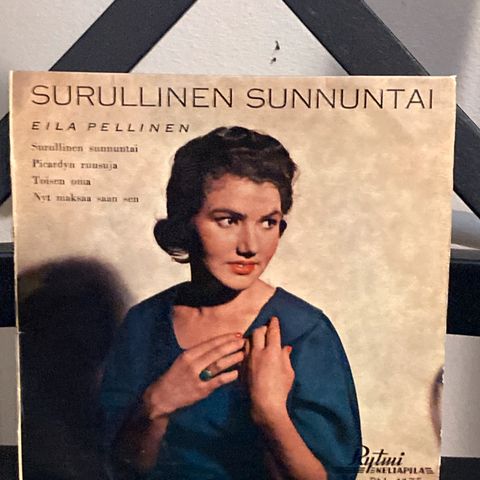 SURULLINEN SUNNUNTAI
EILA PELLINEN
Surullinen sunnuntai
Picardyn ruusuja
Toisen oma
Nyt maksaa saan sen
Rytmi
NELIAPILA